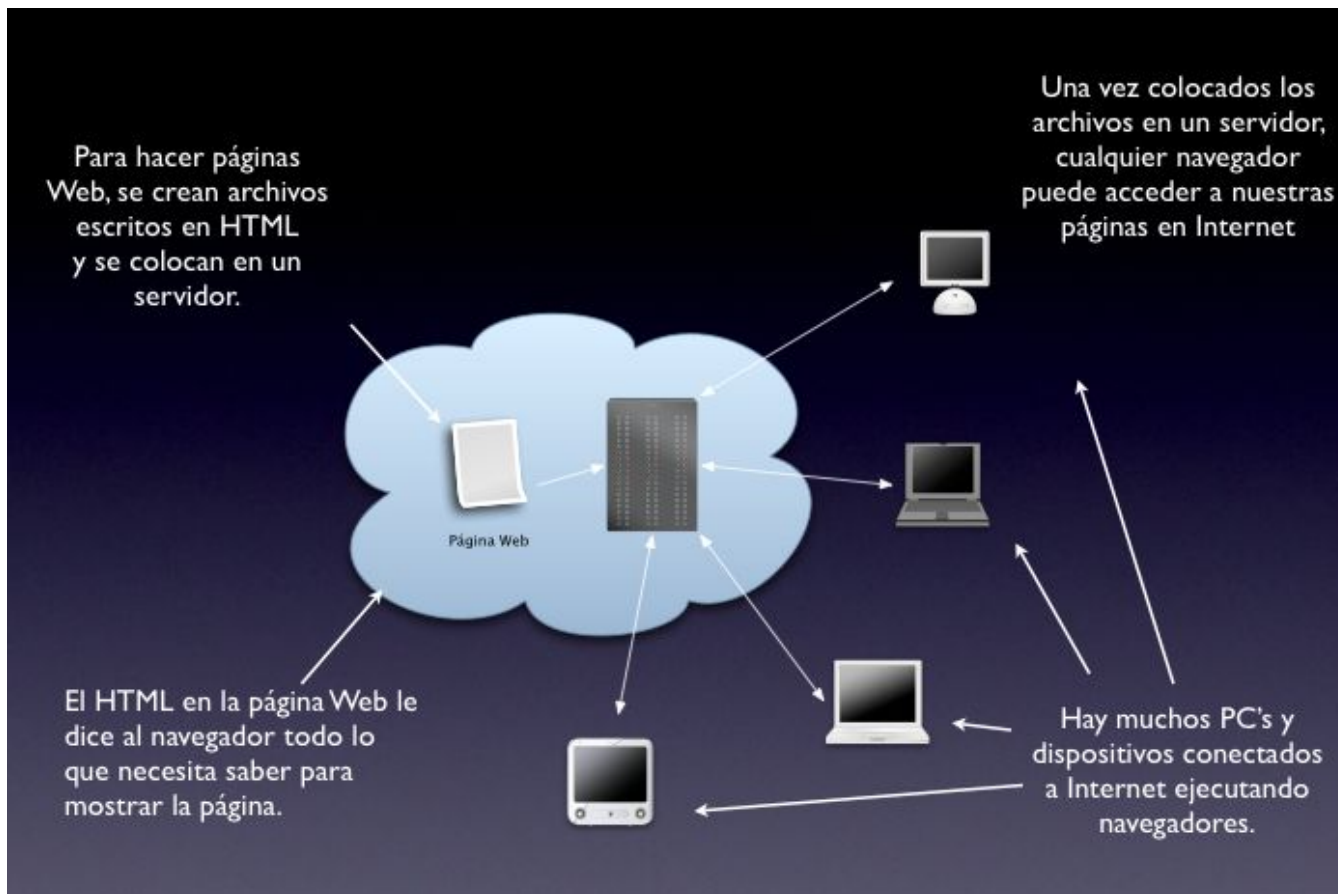 Para hacer páginas
Web, se crean archivos
escritos en HTML
y se colocan en un
servidor.
Una vez colocados los
archivos en un servidor,
cualquier navegador
puede acceder a nuestras
páginas en Internet
Página Web
El HTML en la página Web le
dice al navegador todo lo
que necesita saber para
mostrar la página.
Hay muchos PC's y
dispositivos conectados
a Internet ejecutando
navegadores.